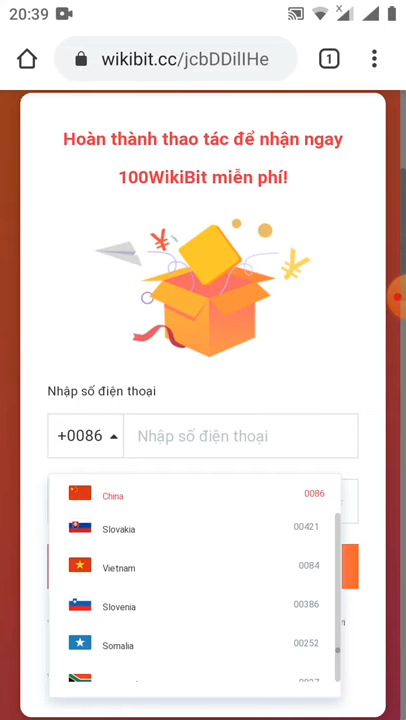 20:39
wikibit.cc/jcbDDilIHe
1
Hoàn thành thao tác để nhận ngay
100WikiBit miễn phí!
Nhập số điện thoại
+0086 Nhập số điện thoại
China 0086
Slovakia 00421
Vietnam 0084
Slovenia 00386
Somalia 00252